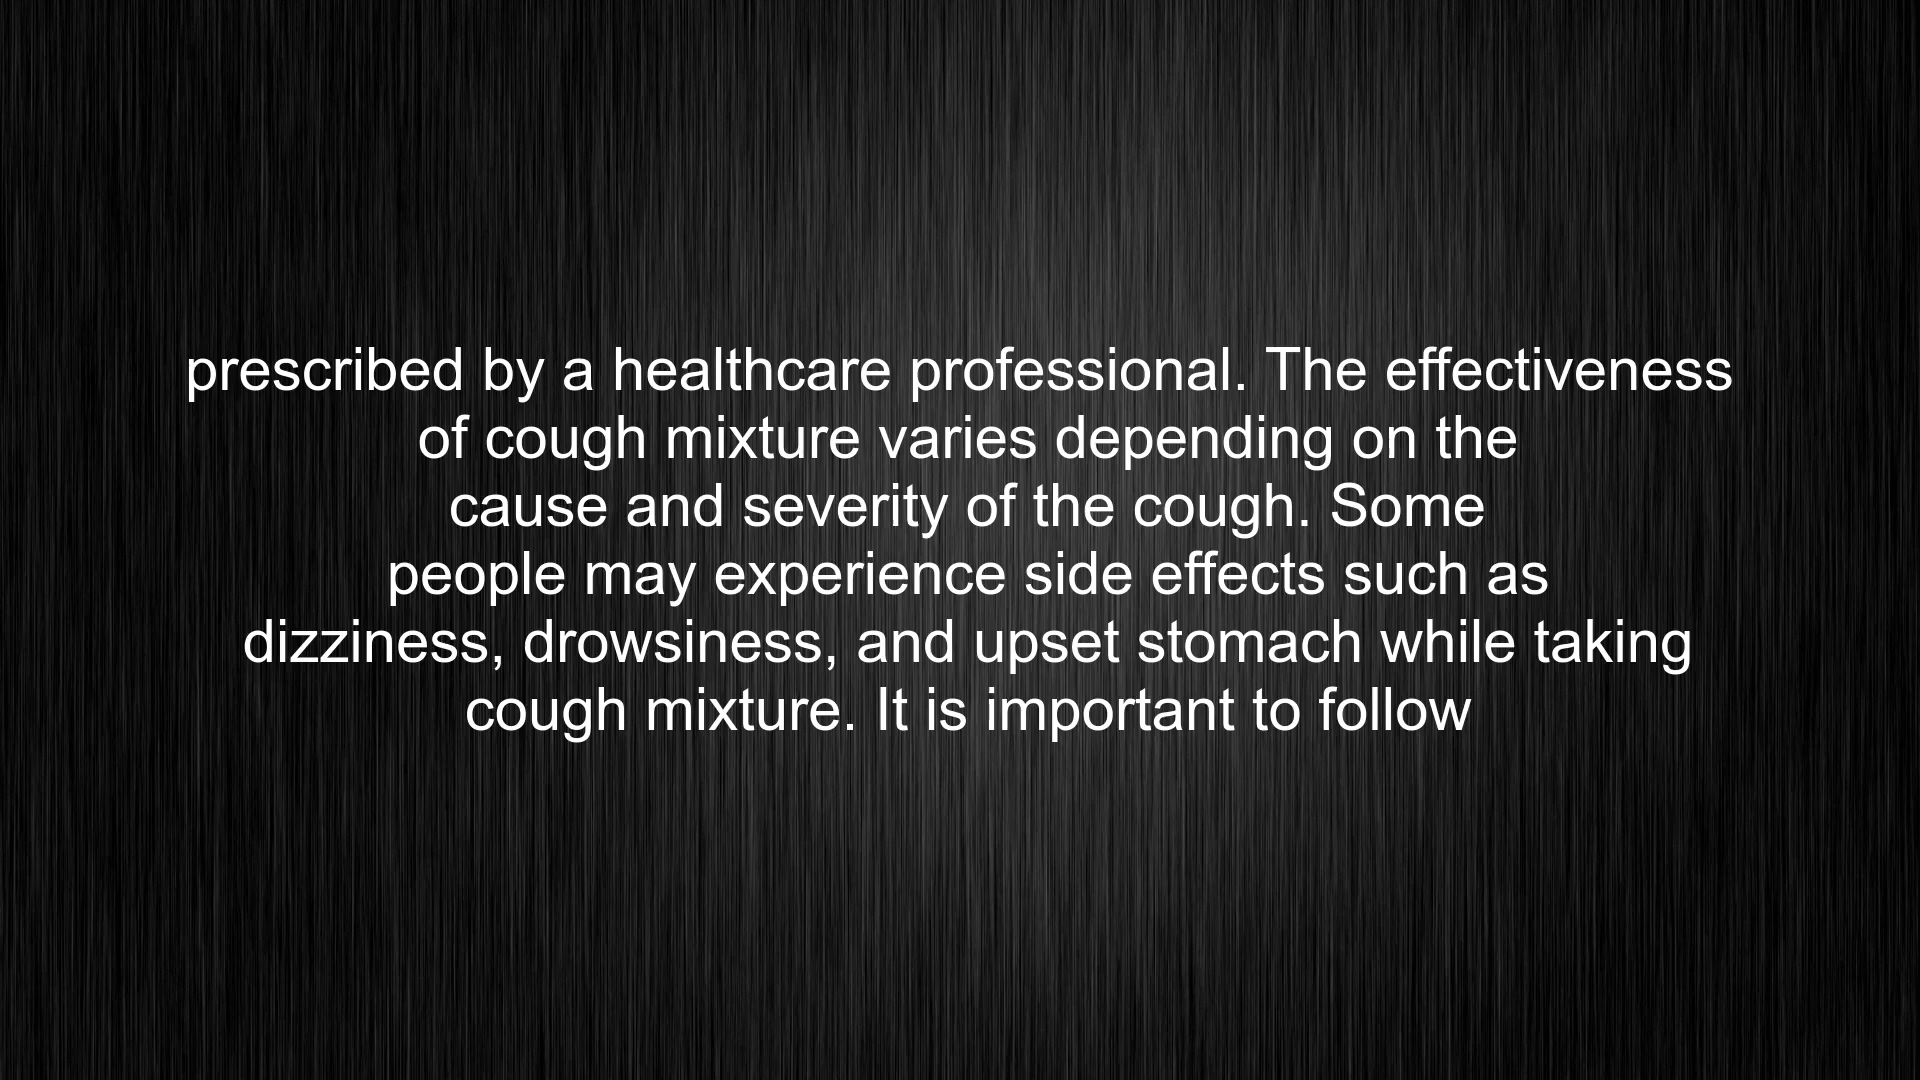 prescribed by a healthcare professional. The effectiveness
of cough mixture varies depending on the
cause and severity of the cough. Some
people may experience side effects such as
dizziness, drowsiness, and upset stomach while taking
cough mixture. It is important to follow